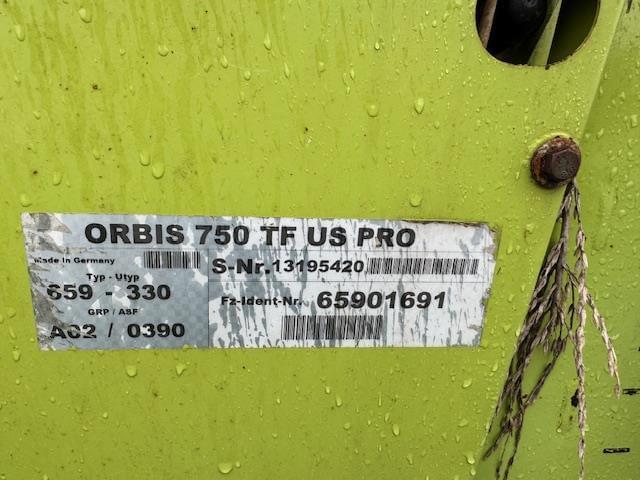 ORBIS 750 TF US PRO
Made in Germany
S-Nr.13195420
Typ - Utyp
659 - 330
Fz-Ident-Nr. 65901691
GRP / ASF
A02 / 0390